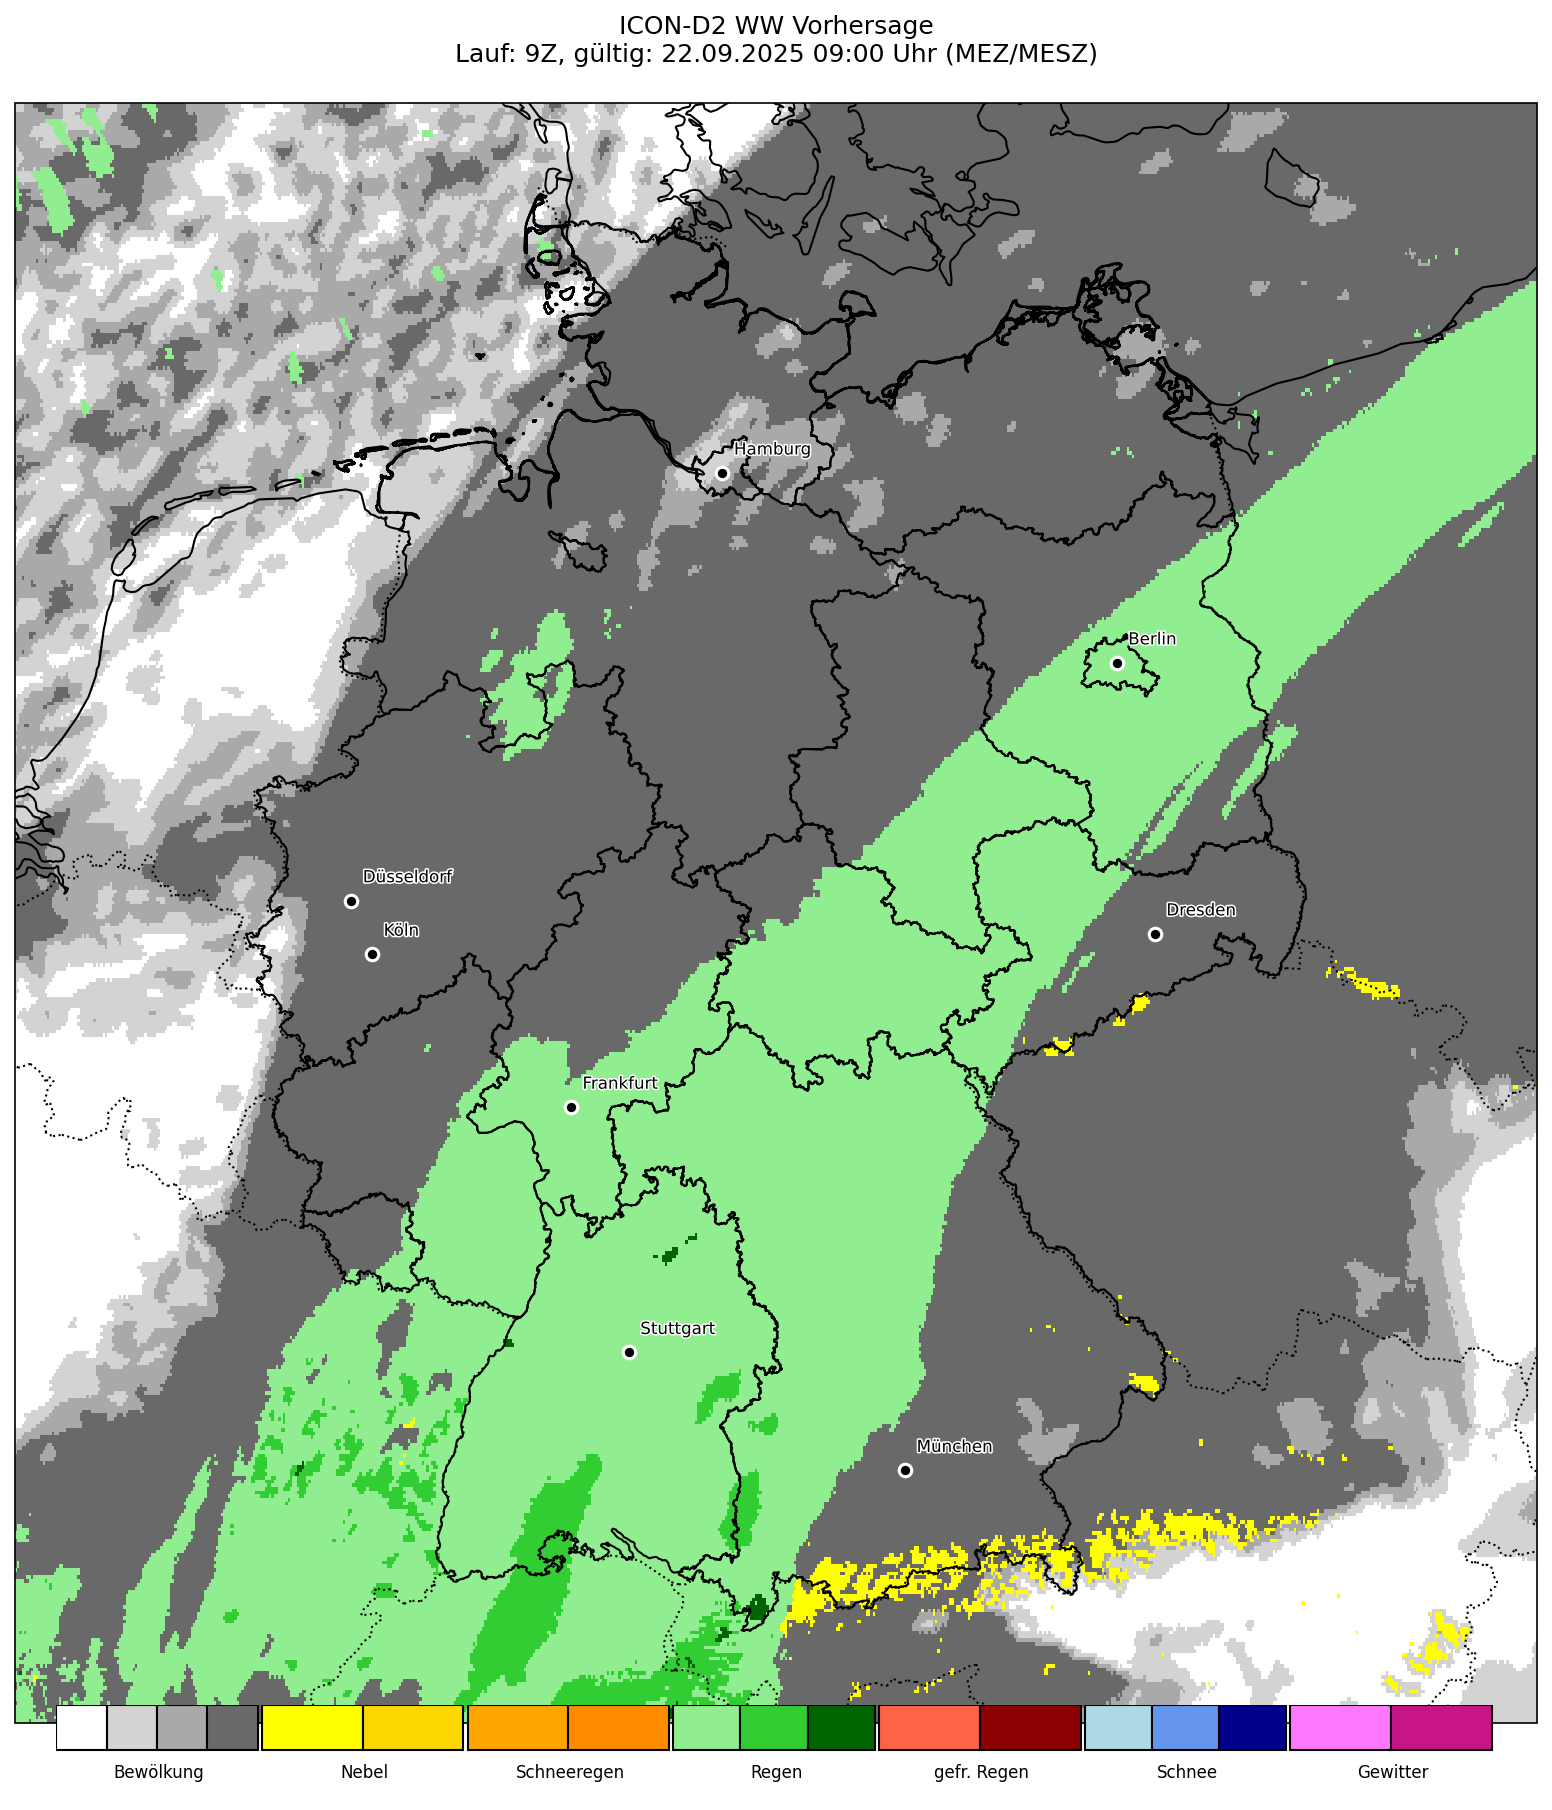 ICON-D2 WW Vorhersage
Lauf: 9Z, gültig: 22.09.2025 09:00 Uhr (MEZ/MESZ)
Hamburg
Berlin
Düsseldorf
Köln
Dresden
Frankfurt
Stuttgart
München
Bewölkung
Nebel
Schneeregen
Regen
gefr. Regen
Schnee
Gewitter